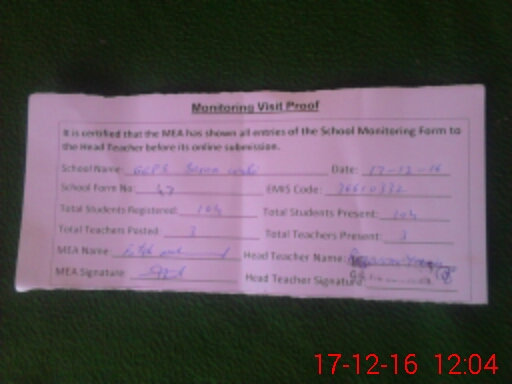 Monitoring Visit Proof
It is certified that the MEA has shown all entries of the School Monitoring Form to
the Head Teacher before its online submission.
School Name: GCPS Date: 17-12-16
School Form No: 47 EMIS Code:
Total Students Registered: 104 Total Students Present: 104
Total Teachers Posted: 3 Total Teachers Present: 3
MEA Name Head Teacher Name:
MEA Signature Head Teacher Signature
17-12-16 12:04